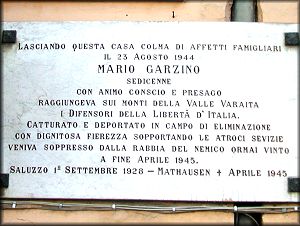 Lasciando questa casa colma di affetti famigliari
il 23 Agosto 1944
MARIO GARZINO
sedicenne
con animo conscio e presago
raggiungeva sui monti della Valle Varaita
i Difensori della Libertà d'Italia.
Catturato e deportato in campo di eliminazione
con dignitosa fierezza sopportando le atroci sevizie
veniva soppresso dalla rabbia del nemico ormai vinto
a fine Aprile 1945.
Saluzzo 1º Settembre 1928 – Mathausen + Aprile 1945